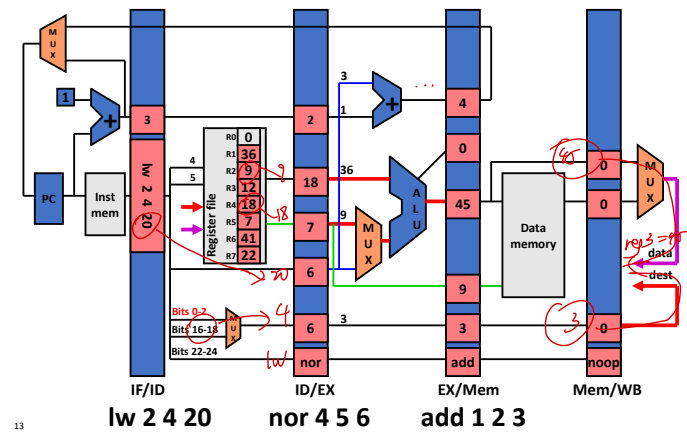 M U X
1
+
3
PC
Inst mem
lw 2 4 20
4
5
Register file
R0 0
R1 36
R2 9
R3 12
R4 18
R5 7
R6 41
R7 22
9
18
20
Bits 0-2
Bits 16-18
Bits 22-24
M U X
4
lw
2
18
7
6
6
nor
3
1
+
...
36
9
M U X
A L U
3
4
0
45
9
3
add
Data memory
45
0
0
3
0
noop
M U X
reg3=45
data
dest
IF/ID
ID/EX
EX/Mem
Mem/WB
lw 2 4 20
nor 4 5 6
add 1 2 3
13